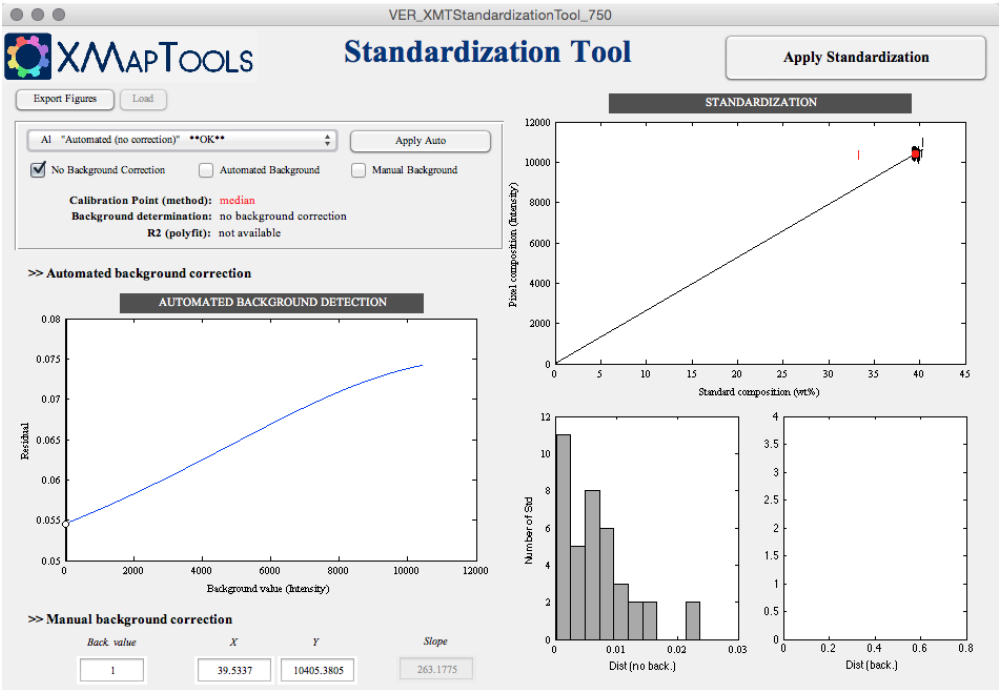 VER_XMTStandardizationTool_750
XMAPTOOLS
Standardization Tool
Apply Standardization
Export Figures
Load
Al "Automated (no correction)" **OK**
Apply Auto
No Background Correction
Automated Background
Manual Background
Calibration Point (method): median
Background determination: no background correction
R2 (polyfit): not available
>> Automated background correction
AUTOMATED BACKGROUND DETECTION
0.08
0.075
0.07
0.065
0.06
0.055
0.05
Residual
0 2000 4000 6000 8000 10000 12000
Background value (Intensity)
>> Manual background correction
Back. value X Y Slope
1 39.5337 10405.3805 263.1775
STANDARDIZATION
12000
10000
8000
6000
4000
2000
0
Pixel composition (Intensity)
0 5 10 15 20 25 30 35 40 45
Standard composition (wt%)
12
10
8
6
4
2
0
Number of Std
0 0.01 0.02 0.03
Dist (no back.)
4
3.5
3
2.5
2
1.5
1
0.5
0
0 0.2 0.4 0.6 0.8
Dist (back.)